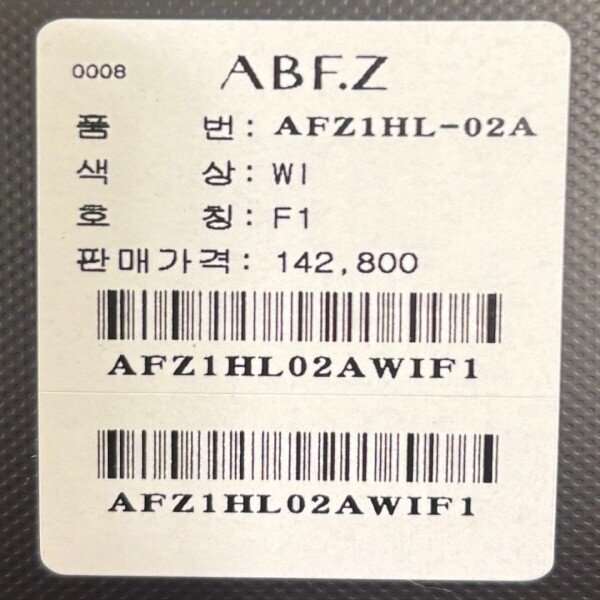 0008 ABF.Z
품 번: AFZ1HL-02A
색 상: WI
호 칭: F1
판매가격: 142,800
AFZ1HL02AWIF1
AFZ1HL02AWIF1